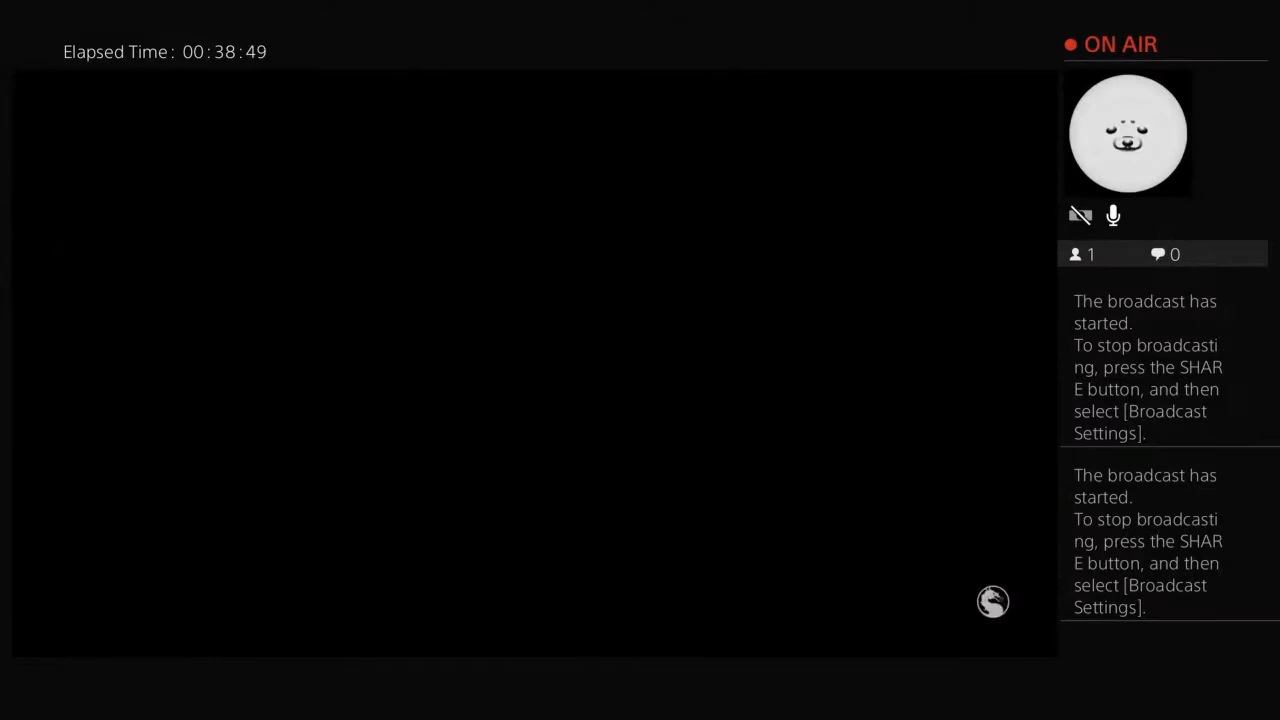 Elapsed Time: 00:38:49
ON AIR
1 0
The broadcast has
started.
To stop broadcasti
ng, press the SHAR
E button, and then
select [Broadcast
Settings].
The broadcast has
started.
To stop broadcasti
ng, press the SHAR
E button, and then
select [Broadcast
Settings].